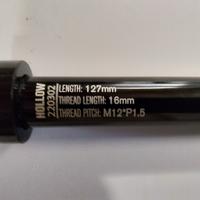 HOLLOW
220302
LENGTH: 127mm
THREAD LENGTH: 16mm
THREAD PITCH: M12*P1.5